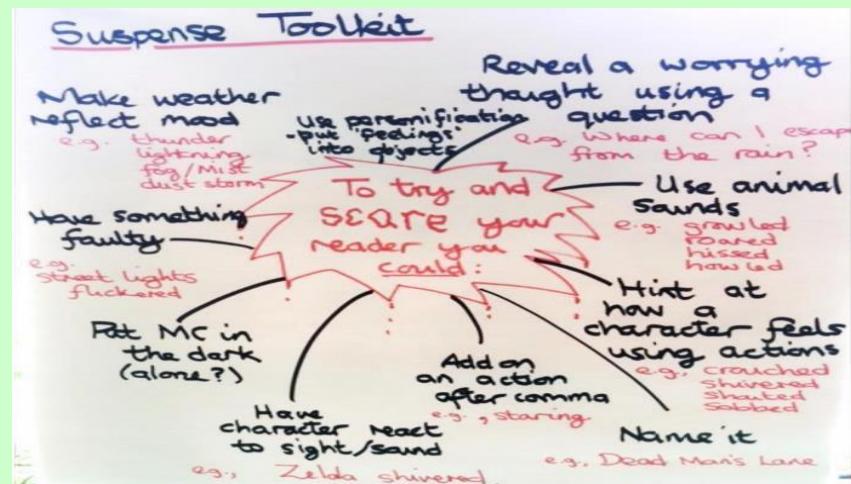 Suspense Toolkit
Make weather
reflect mood
e.g. thunder
lightning
fog/Mist
dust storm
Use personification
- put 'feelings'
into objects
Reveal a worrying
thought using a
question
e.g. Where can I escape
from the rain?
To try and
scare your
reader you
could:
Use animal
sounds
e.g. growled
roared
hissed
howled
Have something
faulty
e.g.
street lights
flickered
Hint at
how a
character feels
using actions
e.g., crouched
shivered
shouted
sobbed
Put MC in
the dark
(alone?)
Have
character react
to sight/sound
e.g., Zelda shivered
Add on
an action
after comma
e.g. , staring
Name it
e.g., Dead Man's Lane